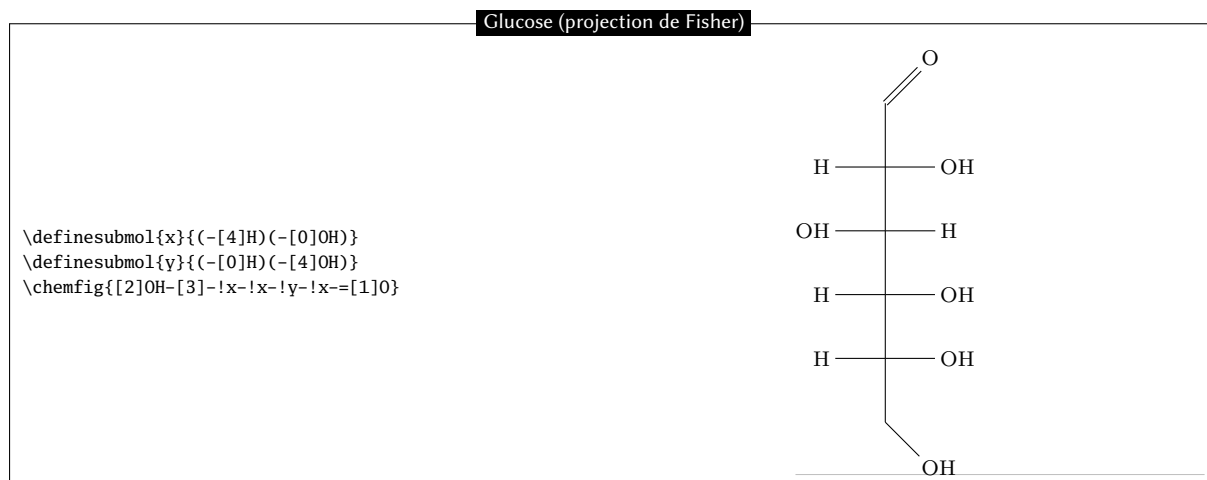 Glucose (projection de Fisher)
\definesubmol{x}{(-[4]H)(-[0]OH)}
\definesubmol{y}{(-[0]H)(-[4]OH)}
\chemfig{[2]OH-[3]-!x-!x-!y-!x-=[1]O}
O
H OH
OH H
H OH
H OH
OH